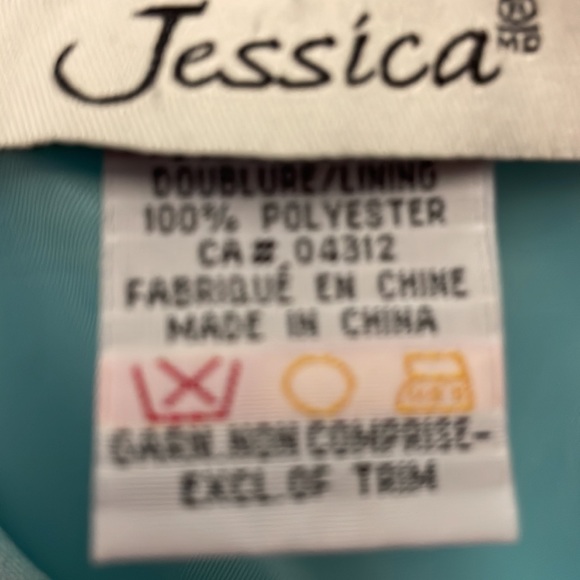 Jessica
® MD
DOUBLURE/LINING
100% POLYESTER
CA# 04312
FABRIQUÉ EN CHINE
MADE IN CHINA
GARN. NON COMPRISE-
EXCL. OF TRIM